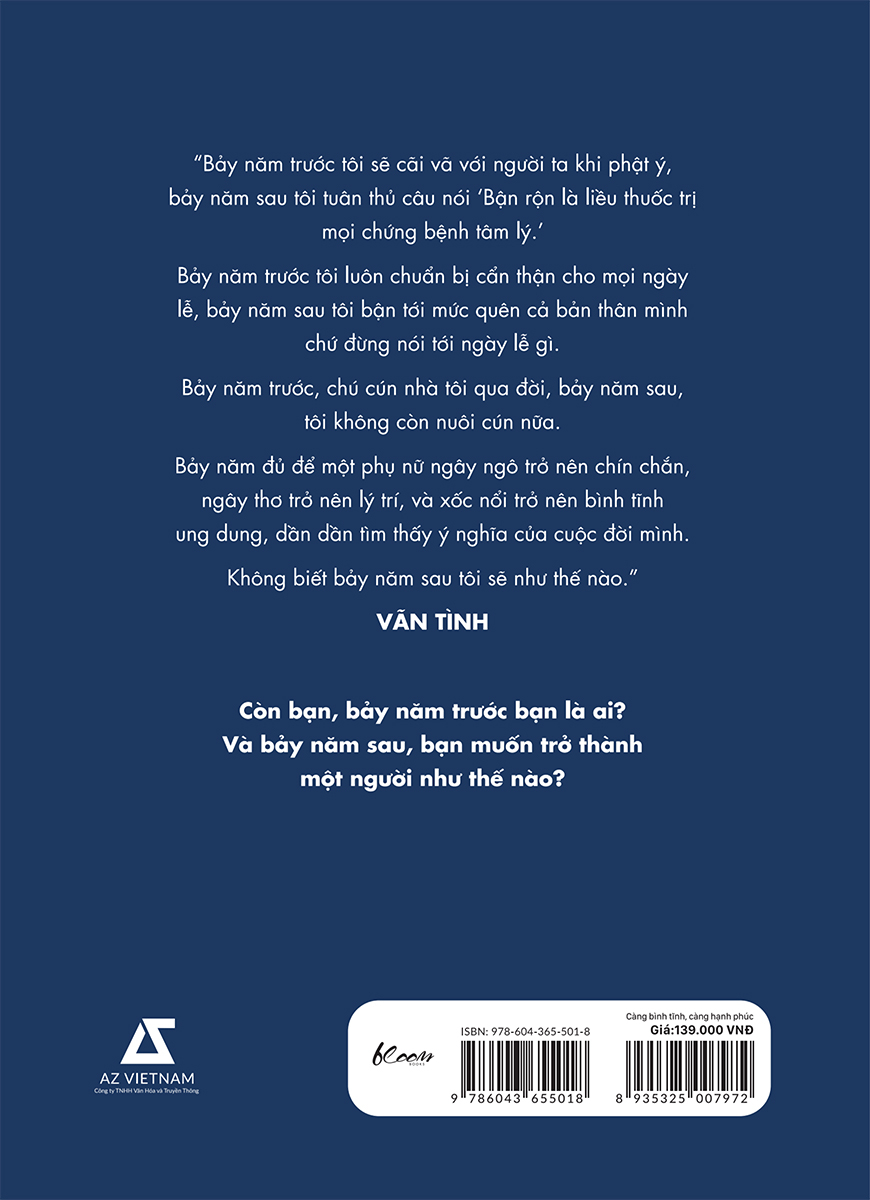 “Bảy năm trước tôi sẽ cãi vã với người ta khi phật ý,
bảy năm sau tôi tuân thủ câu nói ‘Bận rộn là liều thuốc trị
mọi chứng bệnh tâm lý.’
Bảy năm trước tôi luôn chuẩn bị cẩn thận cho mọi ngày
lễ, bảy năm sau tôi bận tới mức quên cả bản thân mình
chứ đừng nói tới ngày lễ gì.
Bảy năm trước, chú cún nhà tôi qua đời, bảy năm sau,
tôi không còn nuôi cún nữa.
Bảy năm đủ để một phụ nữ ngây ngô trở nên chín chắn,
ngây thơ trở nên lý trí, và xốc nổi trở nên bình tĩnh
ung dung, dần dần tìm thấy ý nghĩa của cuộc đời mình.
Không biết bảy năm sau tôi sẽ như thế nào.”
VÃN TÌNH
Còn bạn, bảy năm trước bạn là ai?
Và bảy năm sau, bạn muốn trở thành
một người như thế nào?
AZ VIETNAM
Công ty TNHH Văn Hóa và Truyền Thông
bloom
BOOKS
ISBN: 978-604-365-501-8
9 786043 655018
Càng bình tĩnh, càng hạnh phúc
Giá:139.000 VNĐ
8 935325 007972